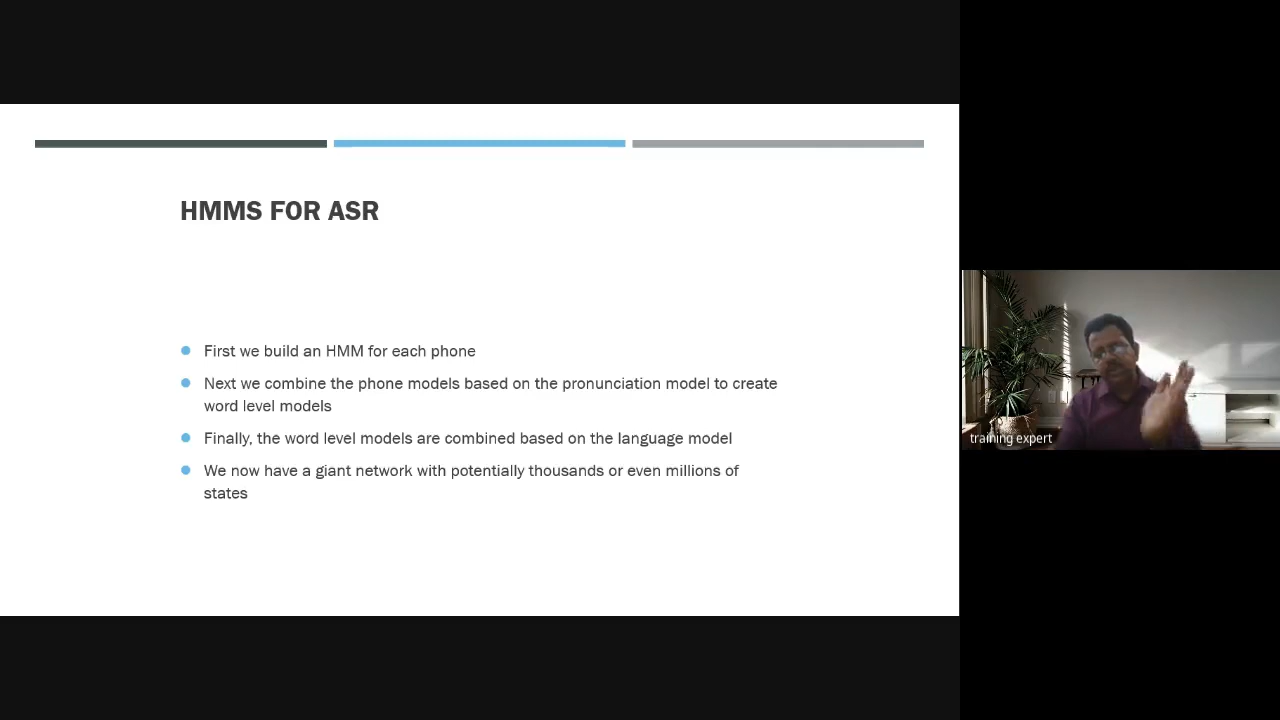 HMMS FOR ASR
First we build an HMM for each phone
Next we combine the phone models based on the pronunciation model to create
word level models
Finally, the word level models are combined based on the language model
We now have a giant network with potentially thousands or even millions of
states
training expert